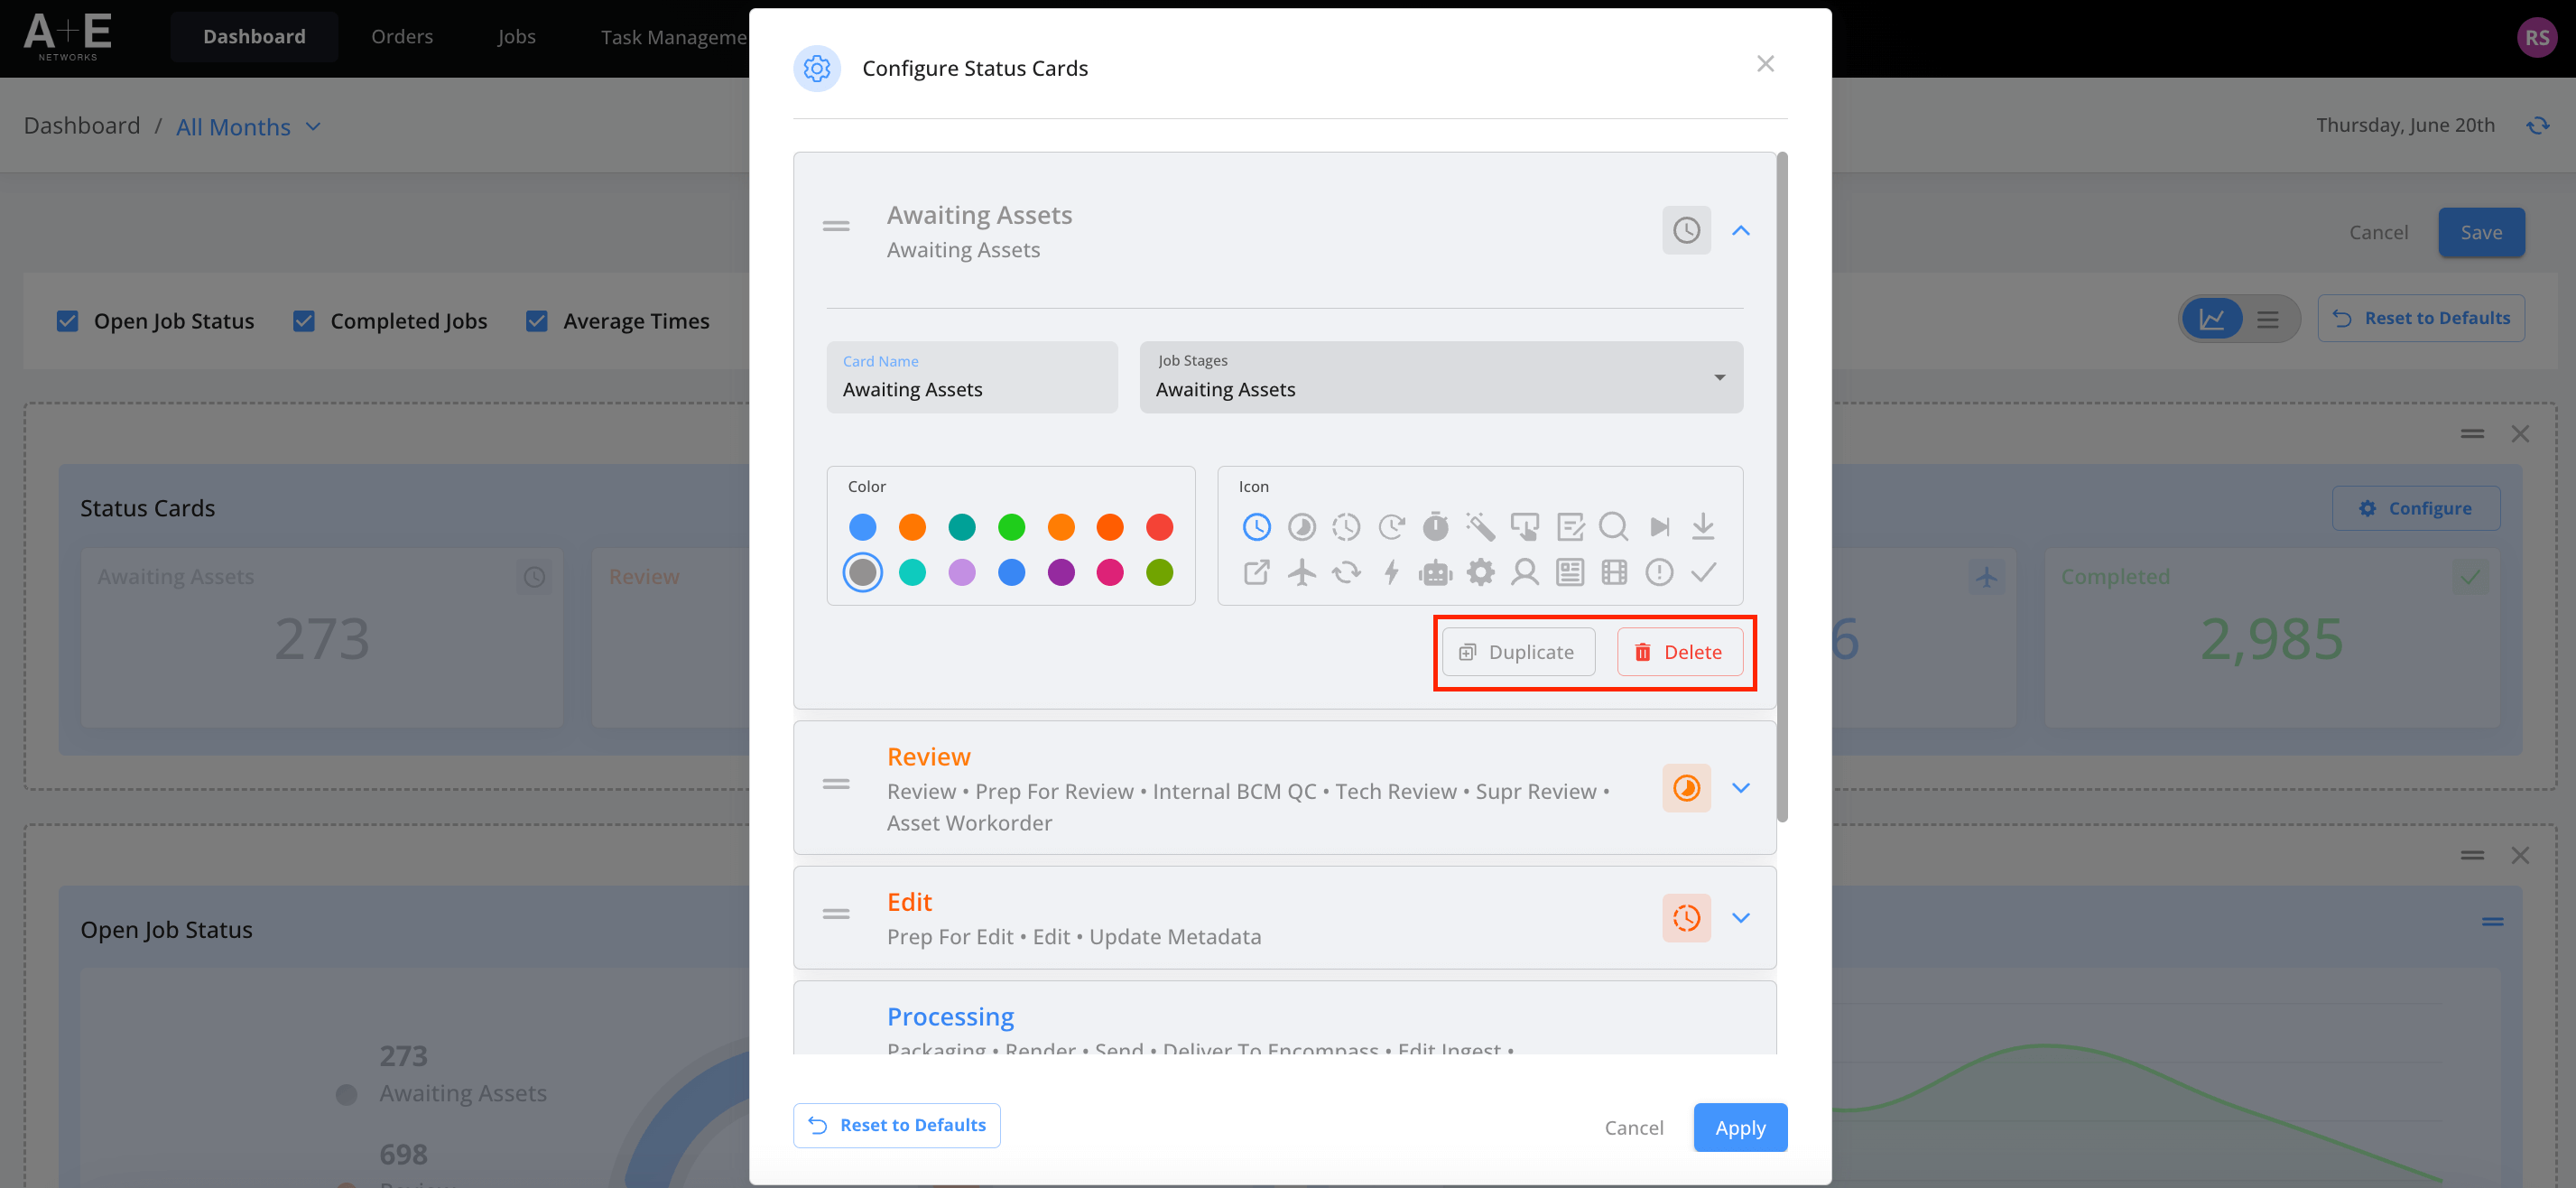 A+E
NETWORKS
Dashboard
Orders
Jobs
Task Manageme
RS
Dashboard / All Months
Thursday, June 20th
Cancel
Save
Open Job Status
Completed Jobs
Average Times
Reset to Defaults
Status Cards
Configure
Awaiting Assets
273
Review
6
Completed
2,985
Open Job Status
273
Awaiting Assets
698
Configure Status Cards
Awaiting Assets
Awaiting Assets
Card Name
Awaiting Assets
Job Stages
Awaiting Assets
Color
Icon
Duplicate
Delete
Review
Review • Prep For Review • Internal BCM QC • Tech Review • Supr Review •
Asset Workorder
Edit
Prep For Edit • Edit • Update Metadata
Processing
Packaging • Render • Send • Deliver To Encompass • Edit Ingest •
Reset to Defaults
Cancel
Apply